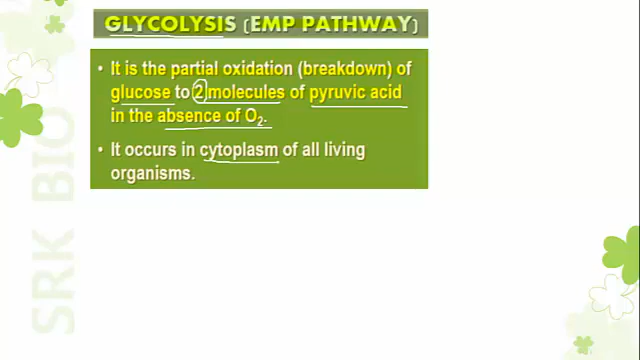 GLYCOLYSIS (EMP PATHWAY)
• It is the partial oxidation (breakdown) of
glucose to 2 molecules of pyruvic acid
in the absence of O₂.
• It occurs in cytoplasm of all living
organisms.
SRK BIO